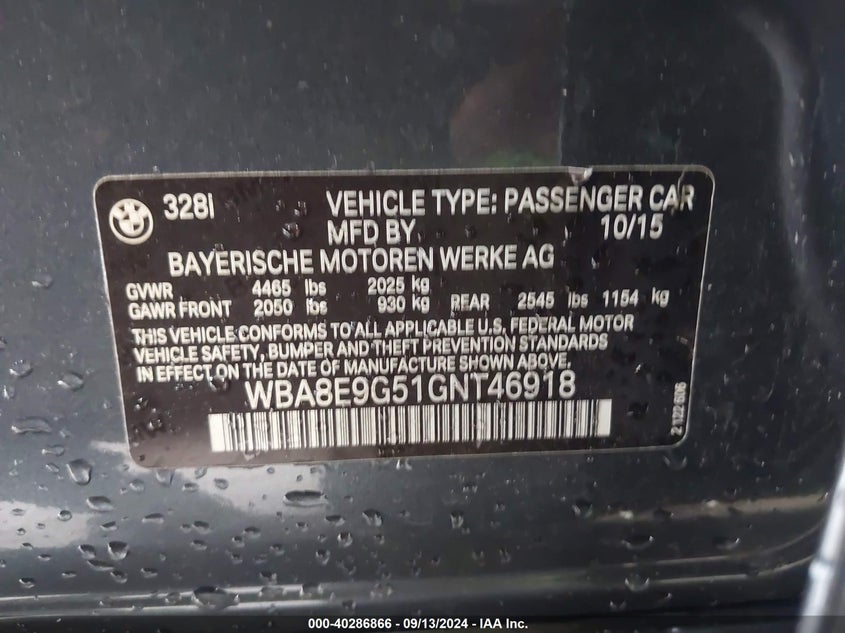 328I VEHICLE TYPE: PASSENGER CAR
MFD BY 10/15
BAYERISCHE MOTOREN WERKE AG
GVWR 4465 lbs 2025 kg
GAWR FRONT 2050 lbs 930 kg REAR 2545 lbs 1154 kg
THIS VEHICLE CONFORMS TO ALL APPLICABLE U.S. FEDERAL MOTOR
VEHICLE SAFETY, BUMPER AND THEFT PREVENTION STANDARDS
IN EFFECT ON THE DATE OF MANUFACTURE SHOWN ABOVE.
WBA8E9G51GNT46918
2 122 606
000-40286866 - 09/13/2024 - IAA Inc.